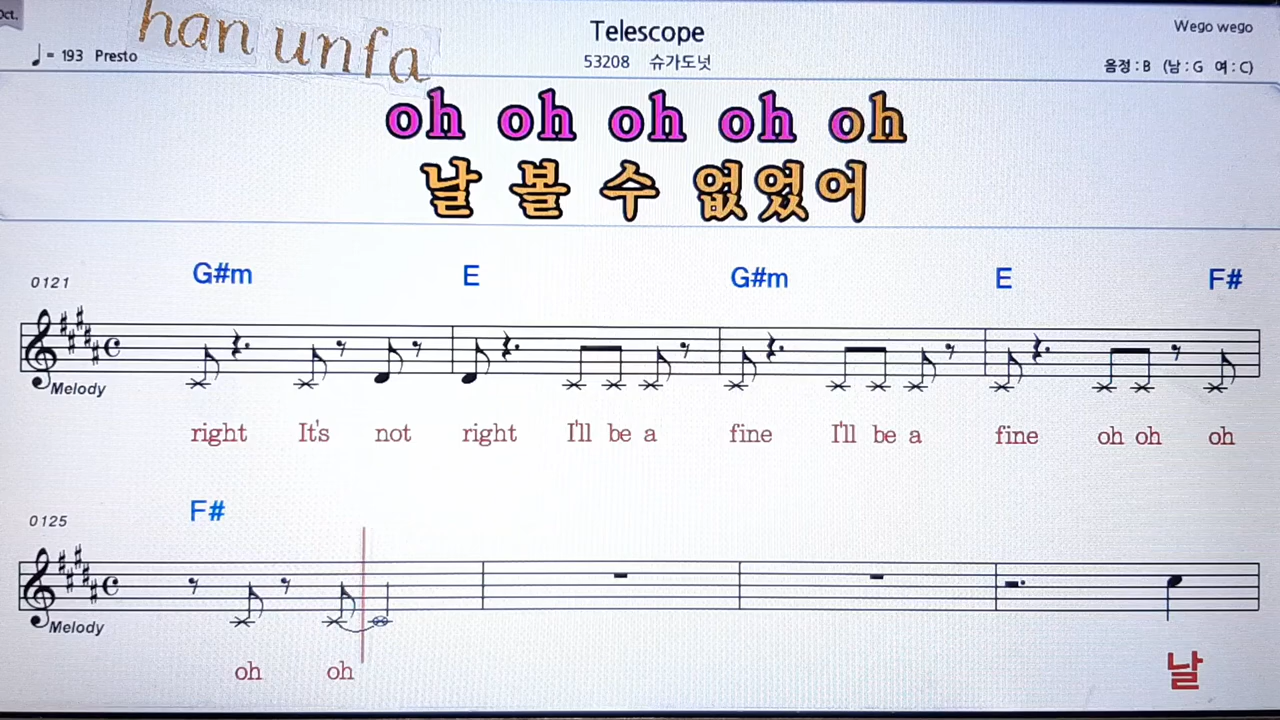 Oct.
han unfa
Telescope
Wego wego
♩= 193 Presto
53208 슈가도넛
음정 : B (남 : G 여 : C)
oh oh oh oh oh
날 볼 수 없었어
0121
G#m E G#m E F#
Melody
right It's not right I'll be a fine I'll be a fine oh oh oh
0125
F#
Melody
oh oh 날